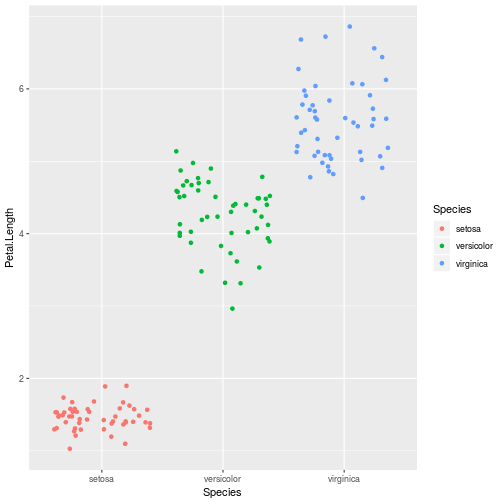 6
4
2
Petal.Length
setosa
versicolor
virginica
Species
Species
setosa
versicolor
virginica